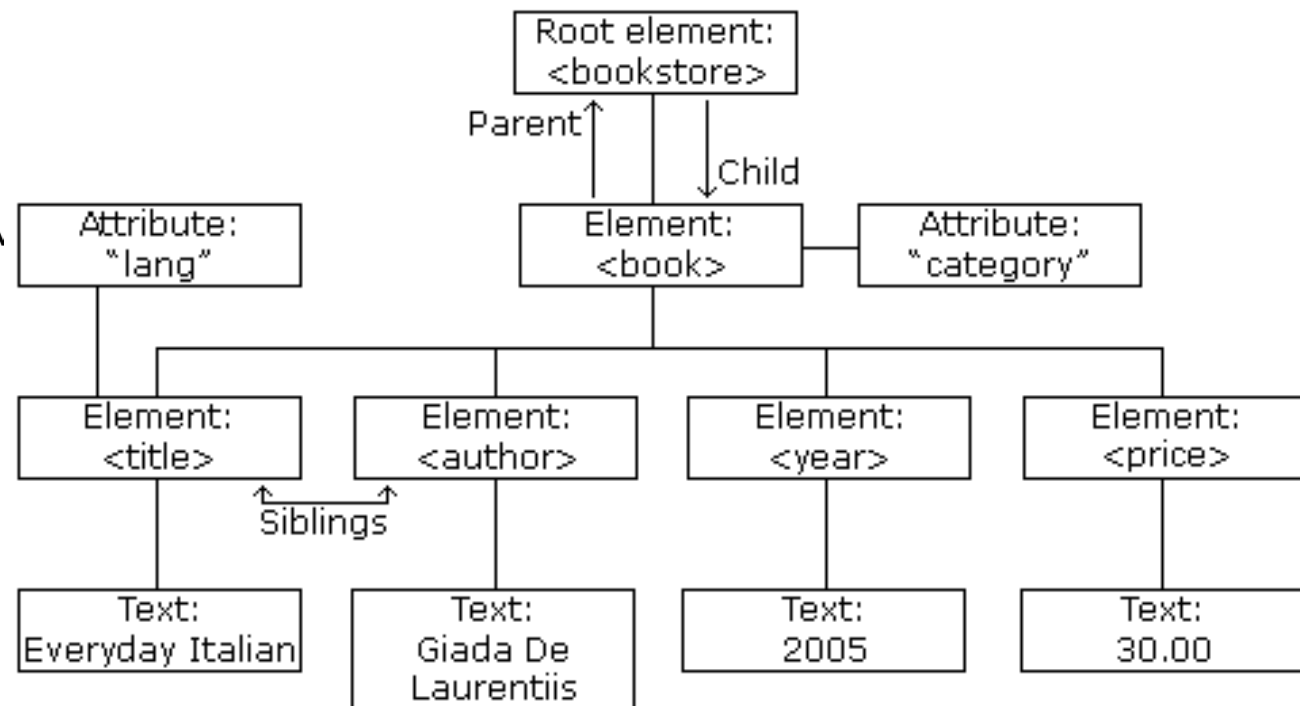 Root element:
<bookstore>
Parent
Child
Attribute:
“lang”
Element:
<book>
Attribute:
“category”
Element:
<title>
Element:
<author>
Element:
<year>
Element:
<price>
Siblings
Text:
Everyday Italian
Text:
Giada De
Laurentiis
Text:
2005
Text:
30.00